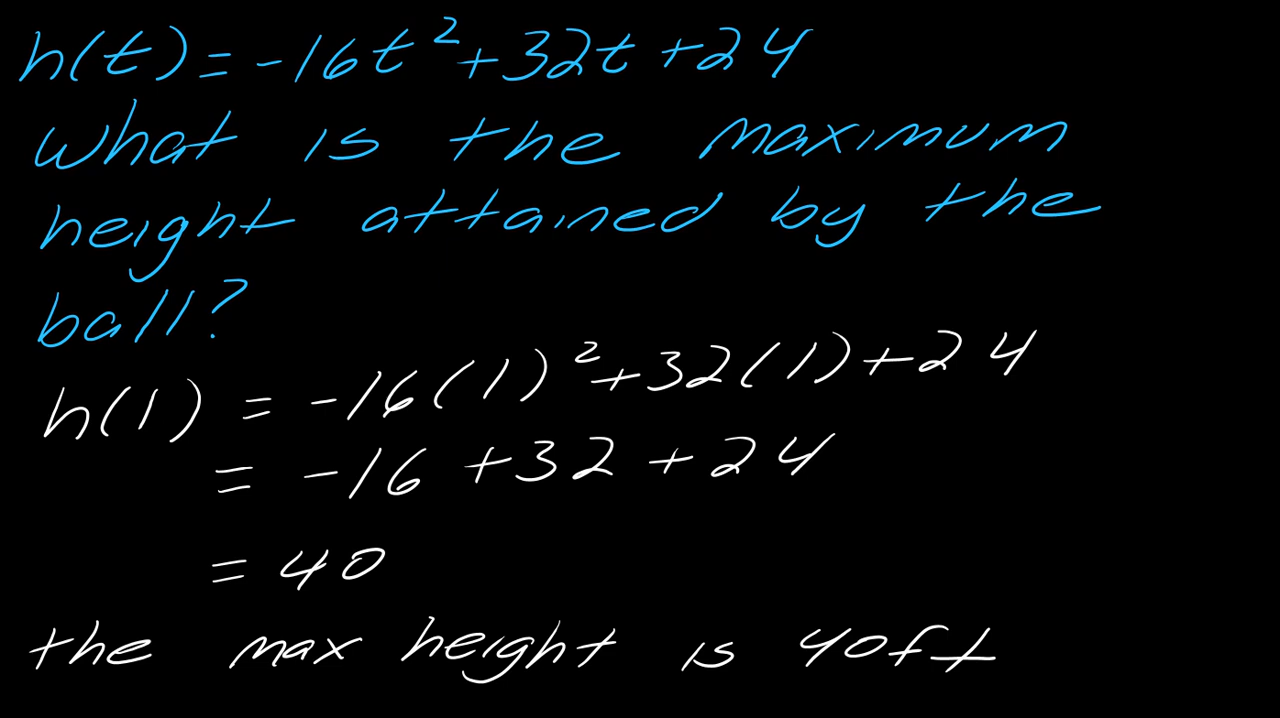 h(t) = -16t² + 32t + 24
What is the maximum
height attained by the
ball?
h(1) = -16(1)² + 32(1) + 24
= -16 + 32 + 24
= 40
the max height is 40ft